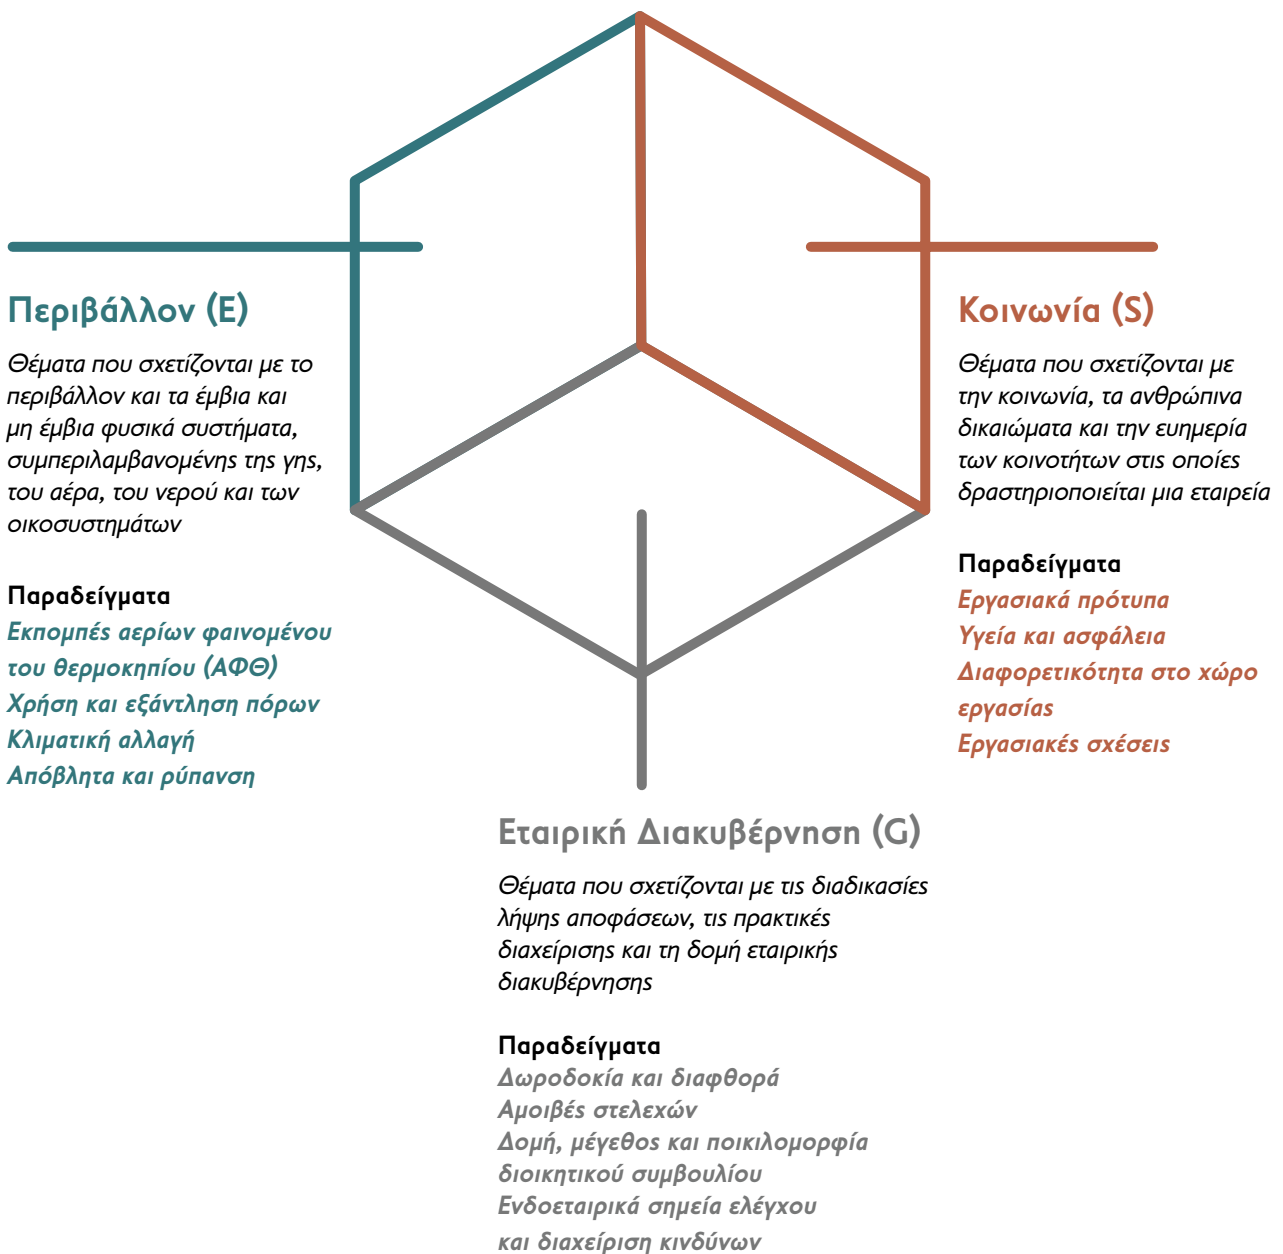 Περιβάλλον (E)
Θέματα που σχετίζονται με το
περιβάλλον και τα έμβια και
μη έμβια φυσικά συστήματα,
συμπεριλαμβανομένης της γης,
του αέρα, του νερού και των
οικοσυστημάτων
Παραδείγματα
Εκπομπές αερίων φαινομένου
του θερμοκηπίου (ΑΦΘ)
Χρήση και εξάντληση πόρων
Κλιματική αλλαγή
Απόβλητα και ρύπανση
Κοινωνία (S)
Θέματα που σχετίζονται με
την κοινωνία, τα ανθρώπινα
δικαιώματα και την ευημερία
των κοινοτήτων στις οποίες
δραστηριοποιείται μια εταιρεία
Παραδείγματα
Εργασιακά πρότυπα
Υγεία και ασφάλεια
Διαφορετικότητα στο χώρο
εργασίας
Εργασιακές σχέσεις
Εταιρική Διακυβέρνηση (G)
Θέματα που σχετίζονται με τις διαδικασίες
λήψης αποφάσεων, τις πρακτικές
διαχείρισης και τη δομή εταιρικής
διακυβέρνησης
Παραδείγματα
Δωροδοκία και διαφθορά
Αμοιβές στελεχών
Δομή, μέγεθος και ποικιλομορφία
διοικητικού συμβουλίου
Ενδοεταιρικά σημεία ελέγχου
και διαχείριση κινδύνων